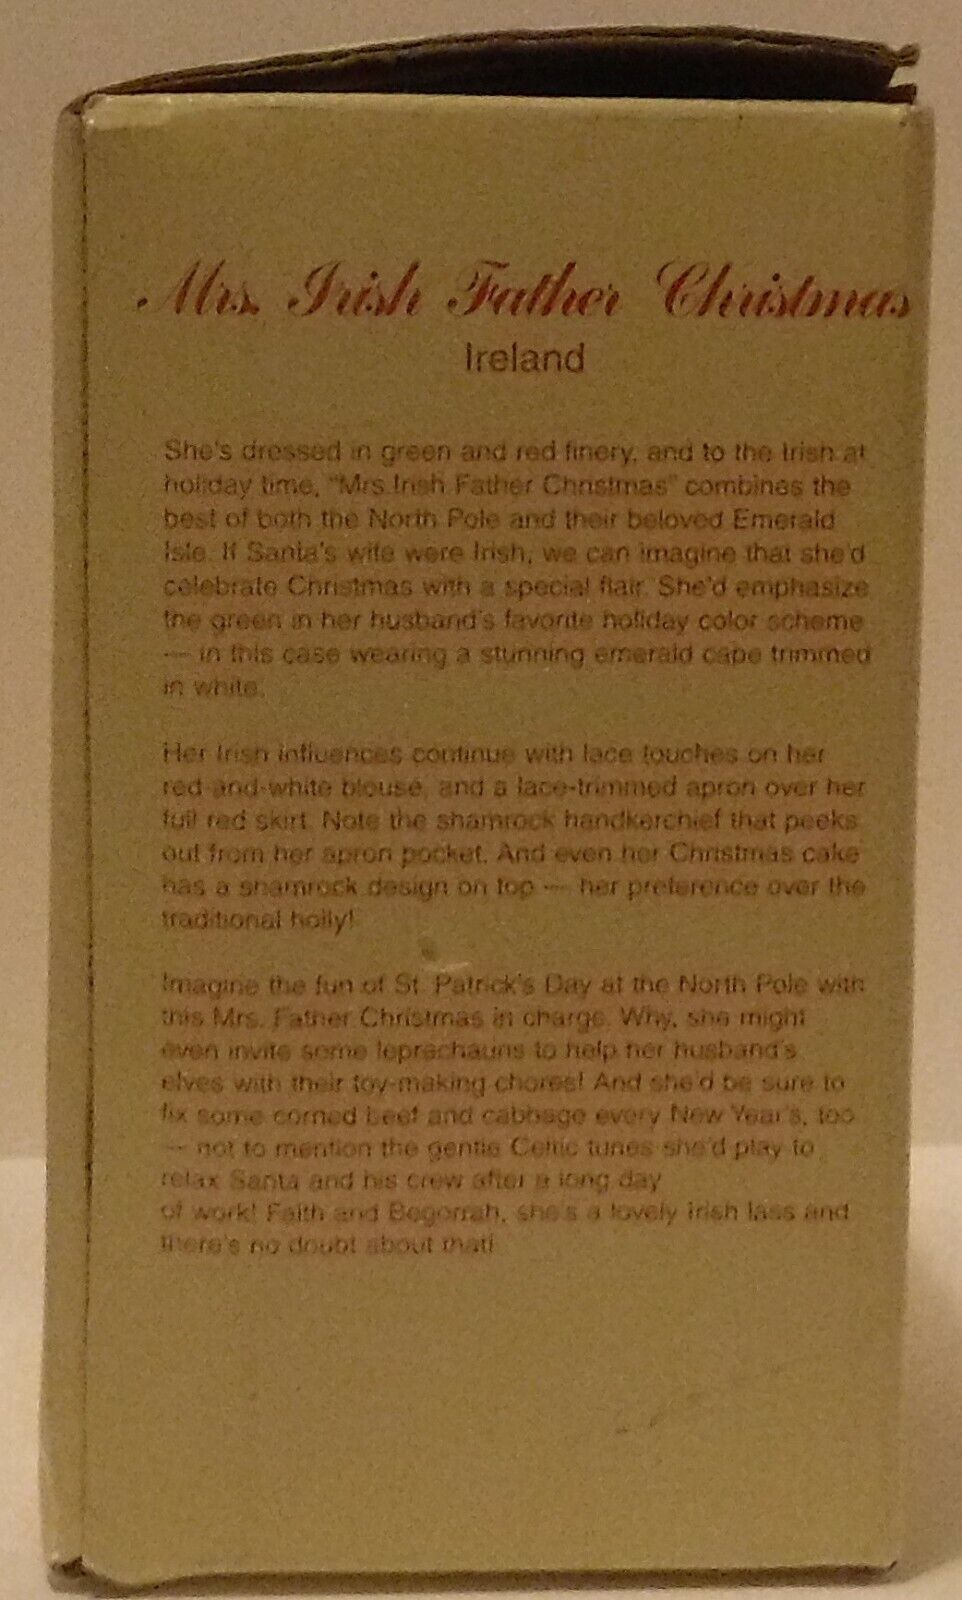 Mrs. Irish Father Christmas
Ireland
She's dressed in green and red finery, and to the Irish at
holiday time, "Mrs. Irish Father Christmas" combines the
best of both the North Pole and their beloved Emerald
Isle. If Santa's wife were Irish, we can imagine that she'd
celebrate Christmas with a special flair. She'd emphasize
the green in her husband's favorite holiday color scheme
— in this case wearing a stunning emerald cape trimmed
in white.
Her Irish influences continue with lace touches on her
red-and-white blouse, and a lace-trimmed apron over her
full red skirt. Note the shamrock handkerchief that peeks
out from her apron pocket. And even her Christmas cake
has a shamrock design on top — her preference over the
traditional holly!
Imagine the fun of St. Patrick's Day at the North Pole with
this Mrs. Father Christmas in charge. Why, she might
even invite some leprechauns to help her husband's
elves with their toy-making chores! And she'd be sure to
fix some corned beef and cabbage every New Year's, too
— not to mention the gentle Celtic tunes she'd play to
relax Santa and his crew after a long day
of work! Faith and Begorrah, she's a lovely Irish lass and
there's no doubt about that!